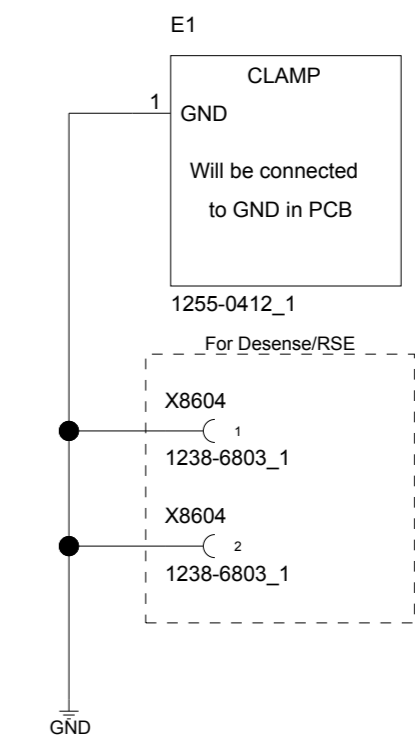 E1
CLAMP
1
GND
Will be connected
to GND in PCB
1255-0412_1
For Desense/RSE
X8604
1
1238-6803_1
X8604
2
1238-6803_1
GND